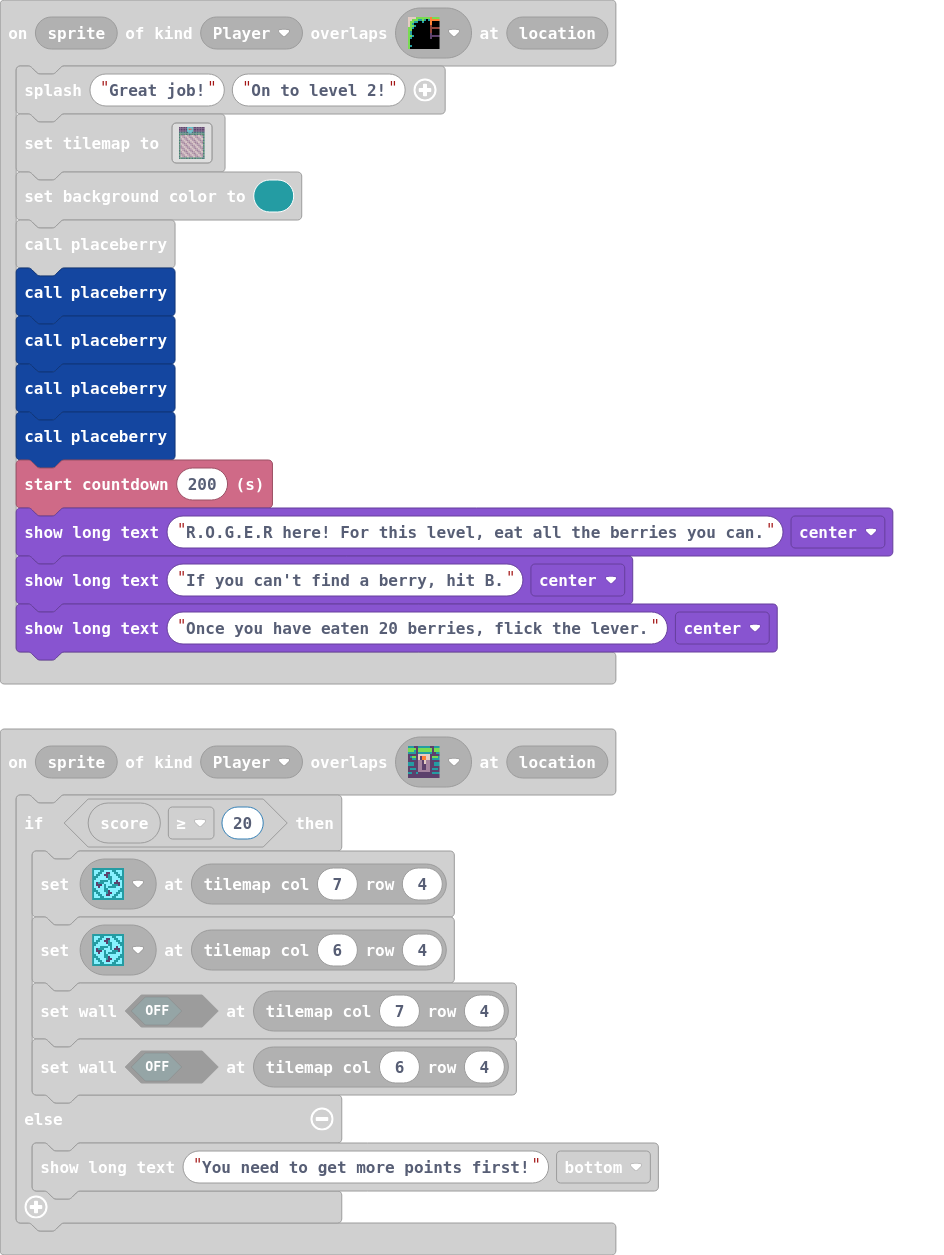 on sprite of kind Player overlaps at location
splash "Great job!" "On to level 2!"
set tilemap to
set background color to
call placeberry
call placeberry
call placeberry
call placeberry
call placeberry
start countdown 200 (s)
show long text "R.O.G.E.R here! For this level, eat all the berries you can." center
show long text "If you can't find a berry, hit B." center
show long text "Once you have eaten 20 berries, flick the lever." center
on sprite of kind Player overlaps at location
if score ≥ 20 then
set at tilemap col 7 row 4
set at tilemap col 6 row 4
set wall OFF at tilemap col 7 row 4
set wall OFF at tilemap col 6 row 4
else
show long text "You need to get more points first!" bottom